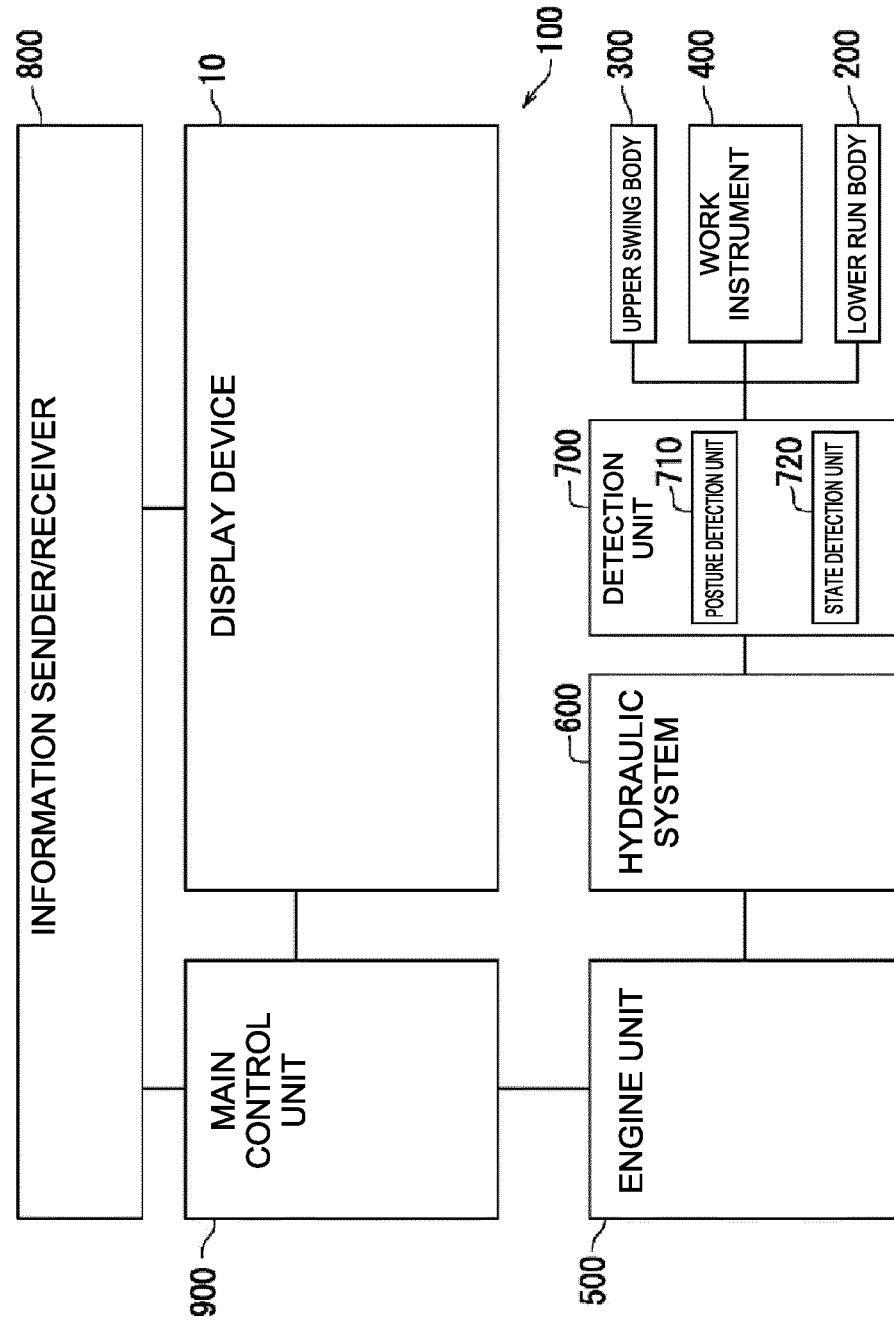 800
INFORMATION SENDER/RECEIVER
10
DISPLAY DEVICE
900
MAIN
CONTROL
UNIT
100
500
ENGINE UNIT
600
HYDRAULIC
SYSTEM
700
DETECTION
UNIT
710
POSTURE DETECTION UNIT
720
STATE DETECTION UNIT
300
UPPER SWING BODY
400
WORK
INSTRUMENT
200
LOWER RUN BODY